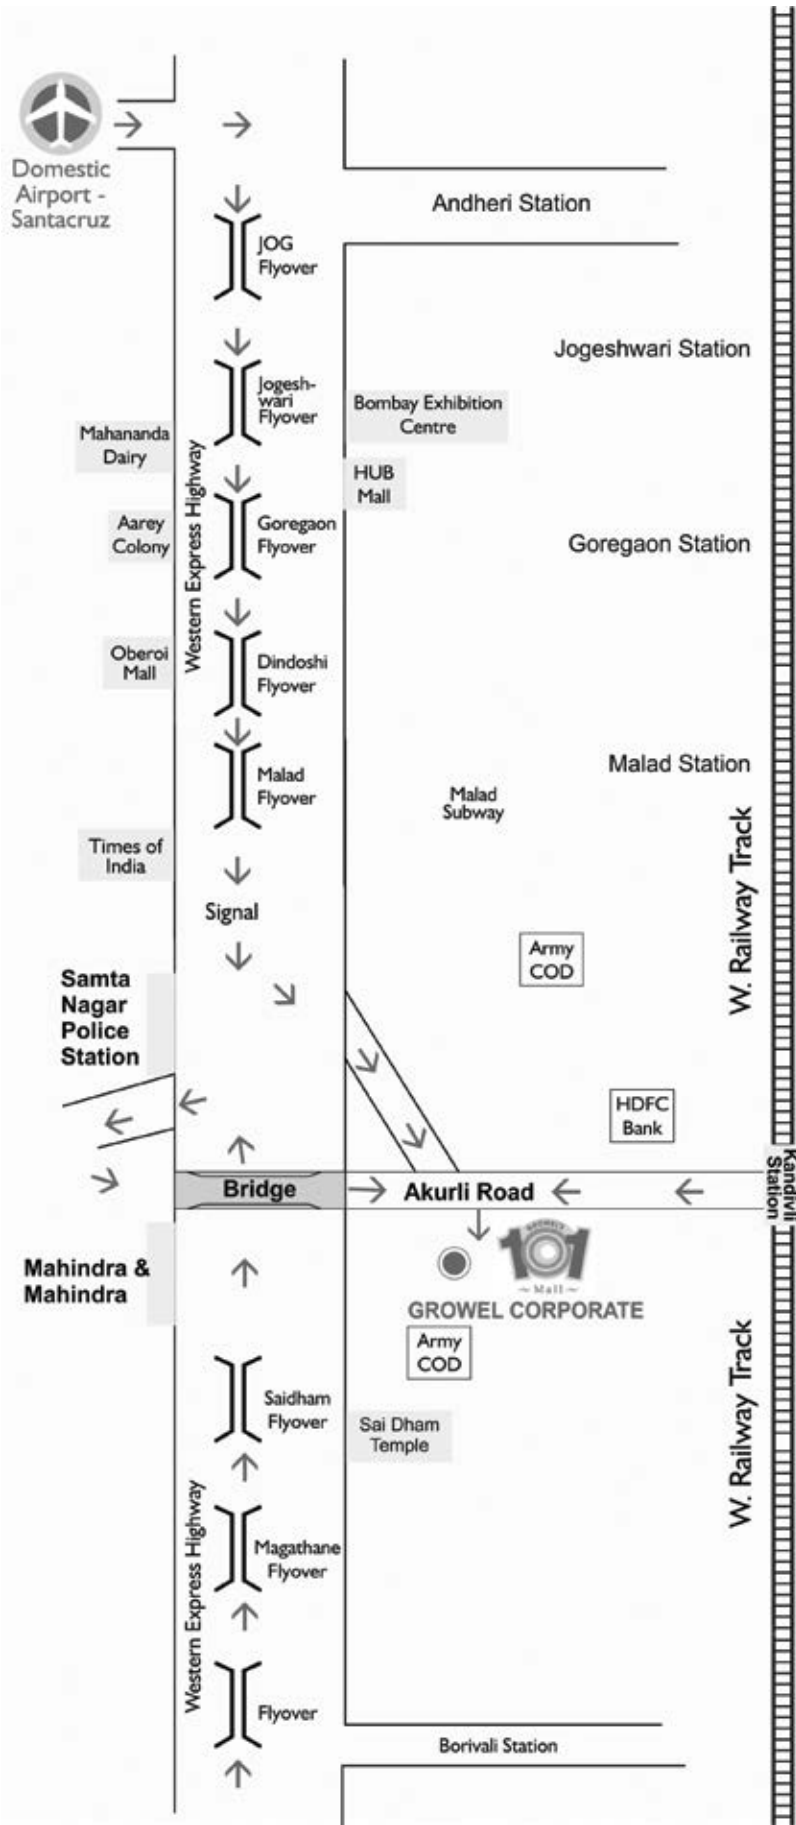 Domestic
Airport -
Santacruz
Andheri Station
JOG
Flyover
Jogeshwari Station
Jogesh-
wari
Flyover
Bombay Exhibition
Centre
Mahananda
Dairy
Western Express Highway
HUB
Mall
Aarey
Colony
Goregaon
Flyover
Goregaon Station
Oberoi
Mall
Dindoshi
Flyover
Malad Station
Malad
Flyover
Malad
Subway
Times of
India
W. Railway Track
Signal
Army
COD
Samta
Nagar
Police
Station
HDFC
Bank
Kandivli
Station
Bridge
Akurli Road
GROWEL'S
101
~ Mall ~
GROWEL CORPORATE
Mahindra &
Mahindra
Army
COD
W. Railway Track
Saidham
Flyover
Sai Dham
Temple
Western Express Highway
Magathane
Flyover
Flyover
Borivali Station